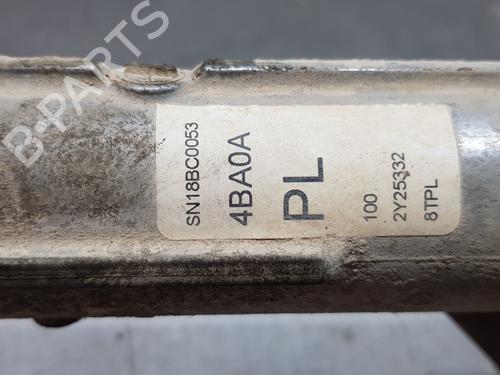 B-PARTS
SN18BC0053
4BA0A
PL
100
2Y25332
8TPL